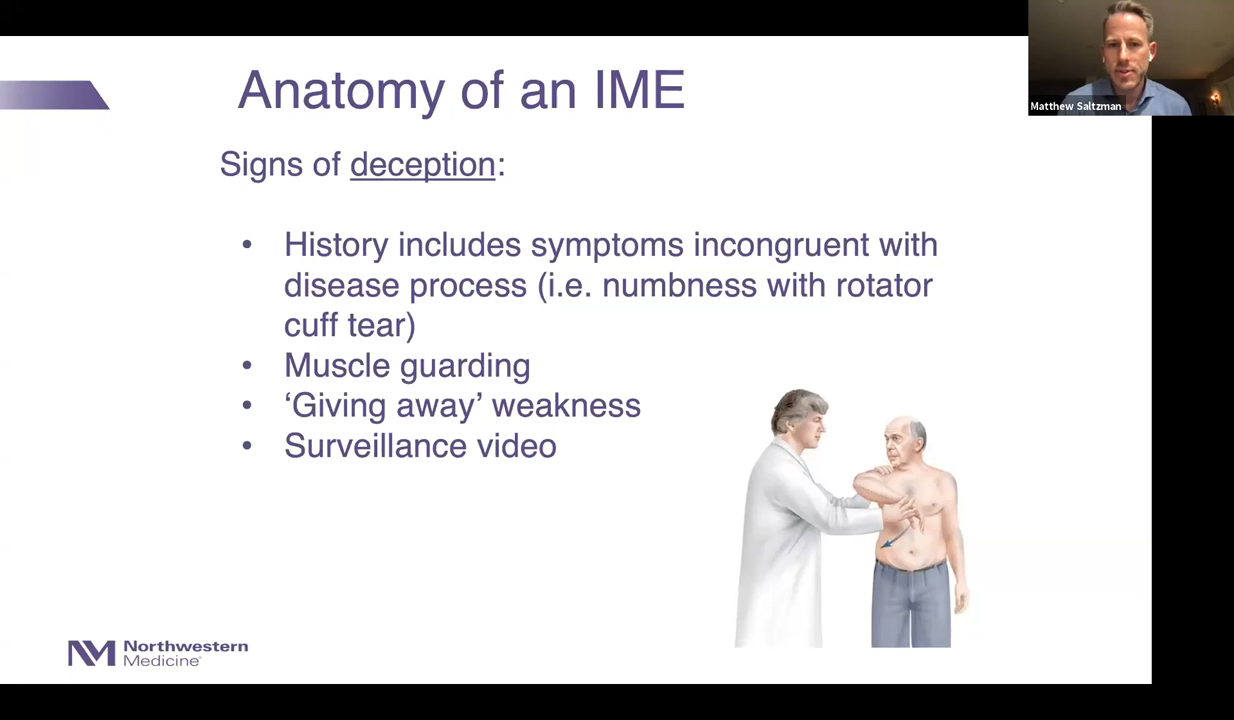 Anatomy of an IME
Matthew Saltzman
Signs of deception:
• History includes symptoms incongruent with
disease process (i.e. numbness with rotator
cuff tear)
• Muscle guarding
• ‘Giving away’ weakness
• Surveillance video
Northwestern
Medicine®